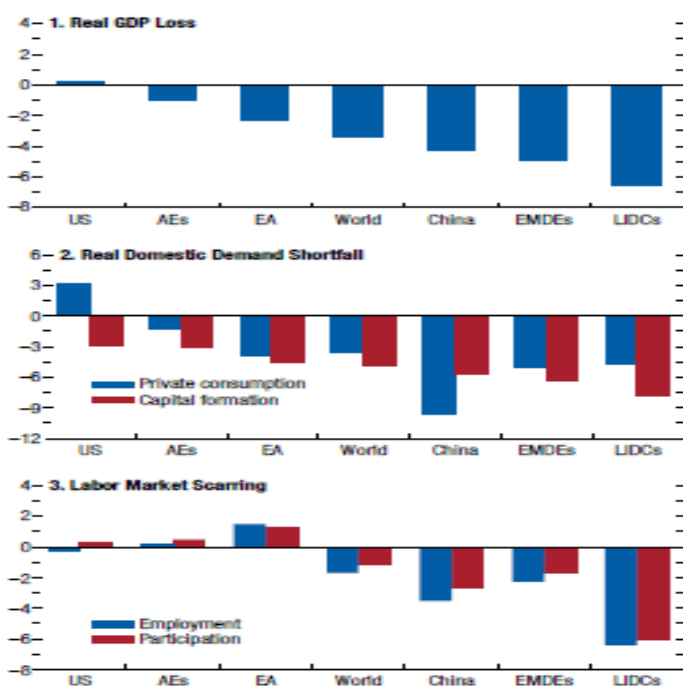 4– 1. Real GDP Loss
2–
0
–2
–4
–6
–8
US AEs EA World China EMDEs LIDCs
6– 2. Real Domestic Demand Shortfall
3
0
–3
–6
Private consumption
Capital formation
–9
–12
US AEs EA World China EMDEs LIDCs
4– 3. Labor Market Scarring
2
0
–2
–4
Employment
Participation
–6
–8
US AEs EA World China EMDEs LIDCs